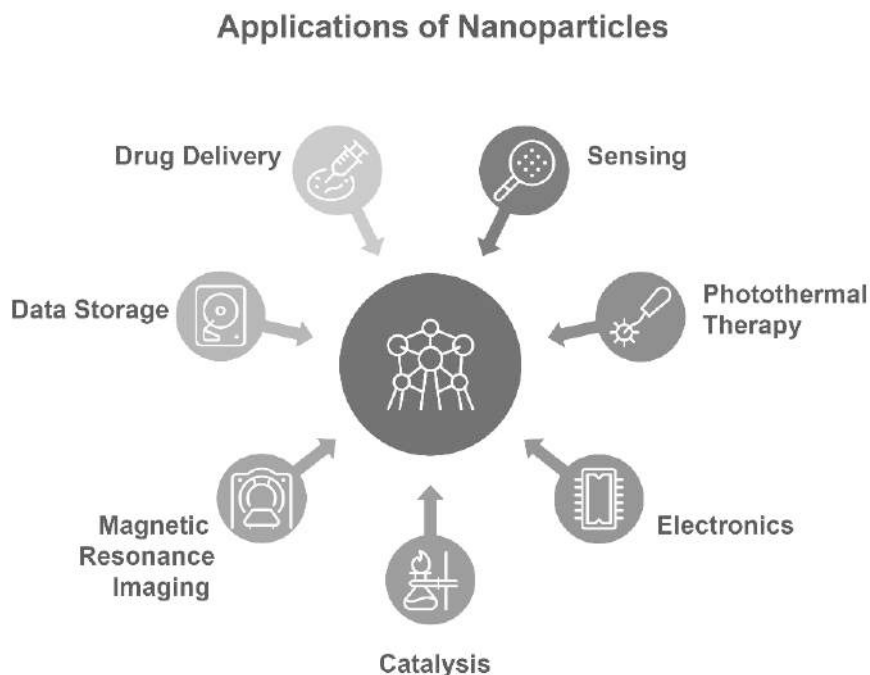 Applications of Nanoparticles
Drug Delivery
Sensing
Data Storage
Photothermal
Therapy
Magnetic
Resonance
Imaging
Electronics
Catalysis